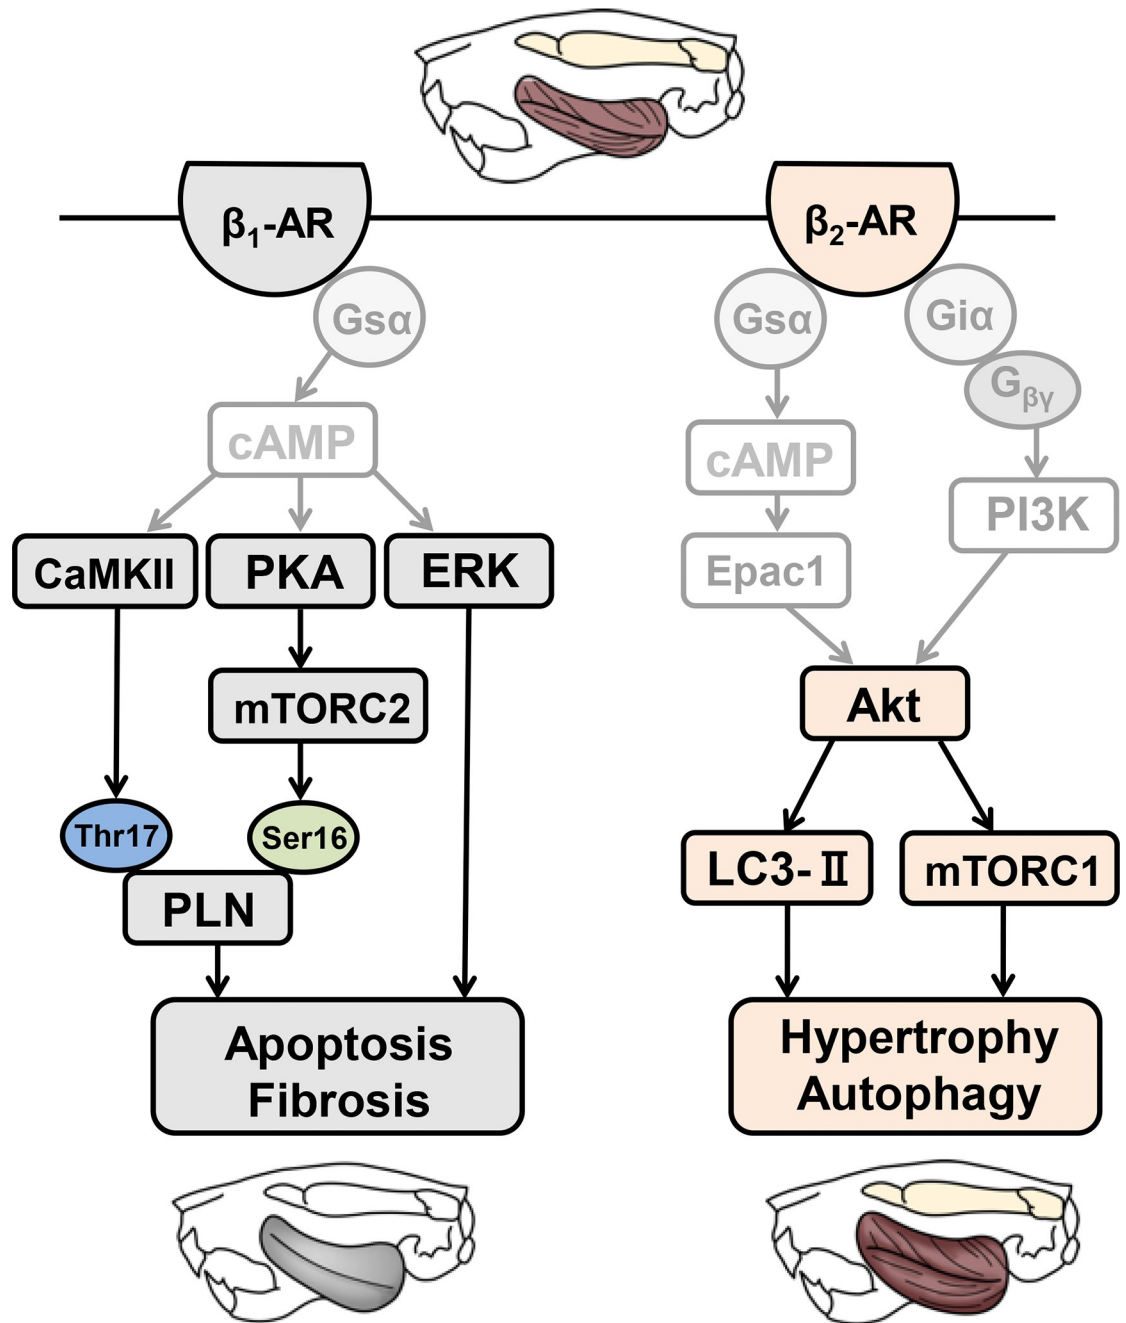 β1-AR
β2-AR
Gsα
Gsα
Giα
Gβγ
cAMP
cAMP
PI3K
CaMKII
PKA
ERK
Epac1
mTORC2
Akt
Thr17
Ser16
LC3-Ⅱ
mTORC1
PLN
Apoptosis
Fibrosis
Hypertrophy
Autophagy